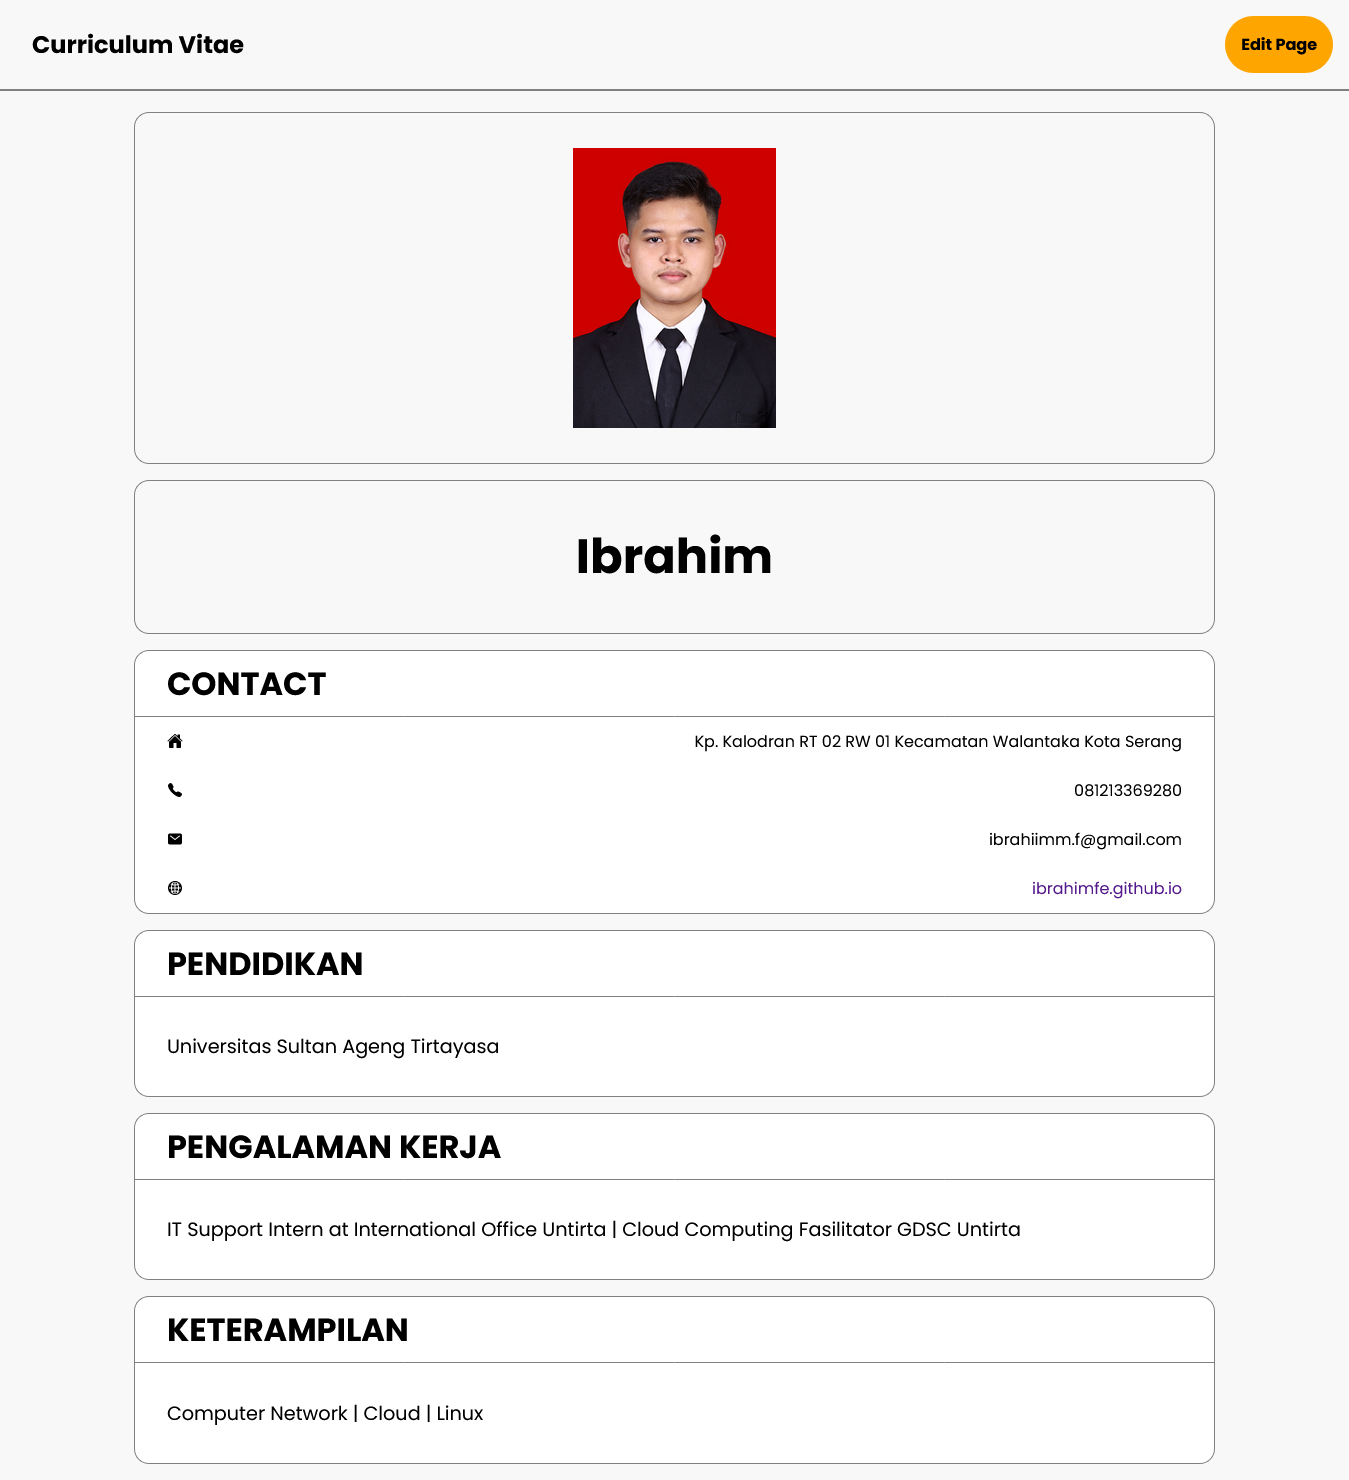 Curriculum Vitae
Edit Page
Ibrahim
CONTACT
Kp. Kalodran RT 02 RW 01 Kecamatan Walantaka Kota Serang
081213369280
ibrahiimm.f@gmail.com
ibrahimfe.github.io
PENDIDIKAN
Universitas Sultan Ageng Tirtayasa
PENGALAMAN KERJA
IT Support Intern at International Office Untirta | Cloud Computing Fasilitator GDSC Untirta
KETERAMPILAN
Computer Network | Cloud | Linux